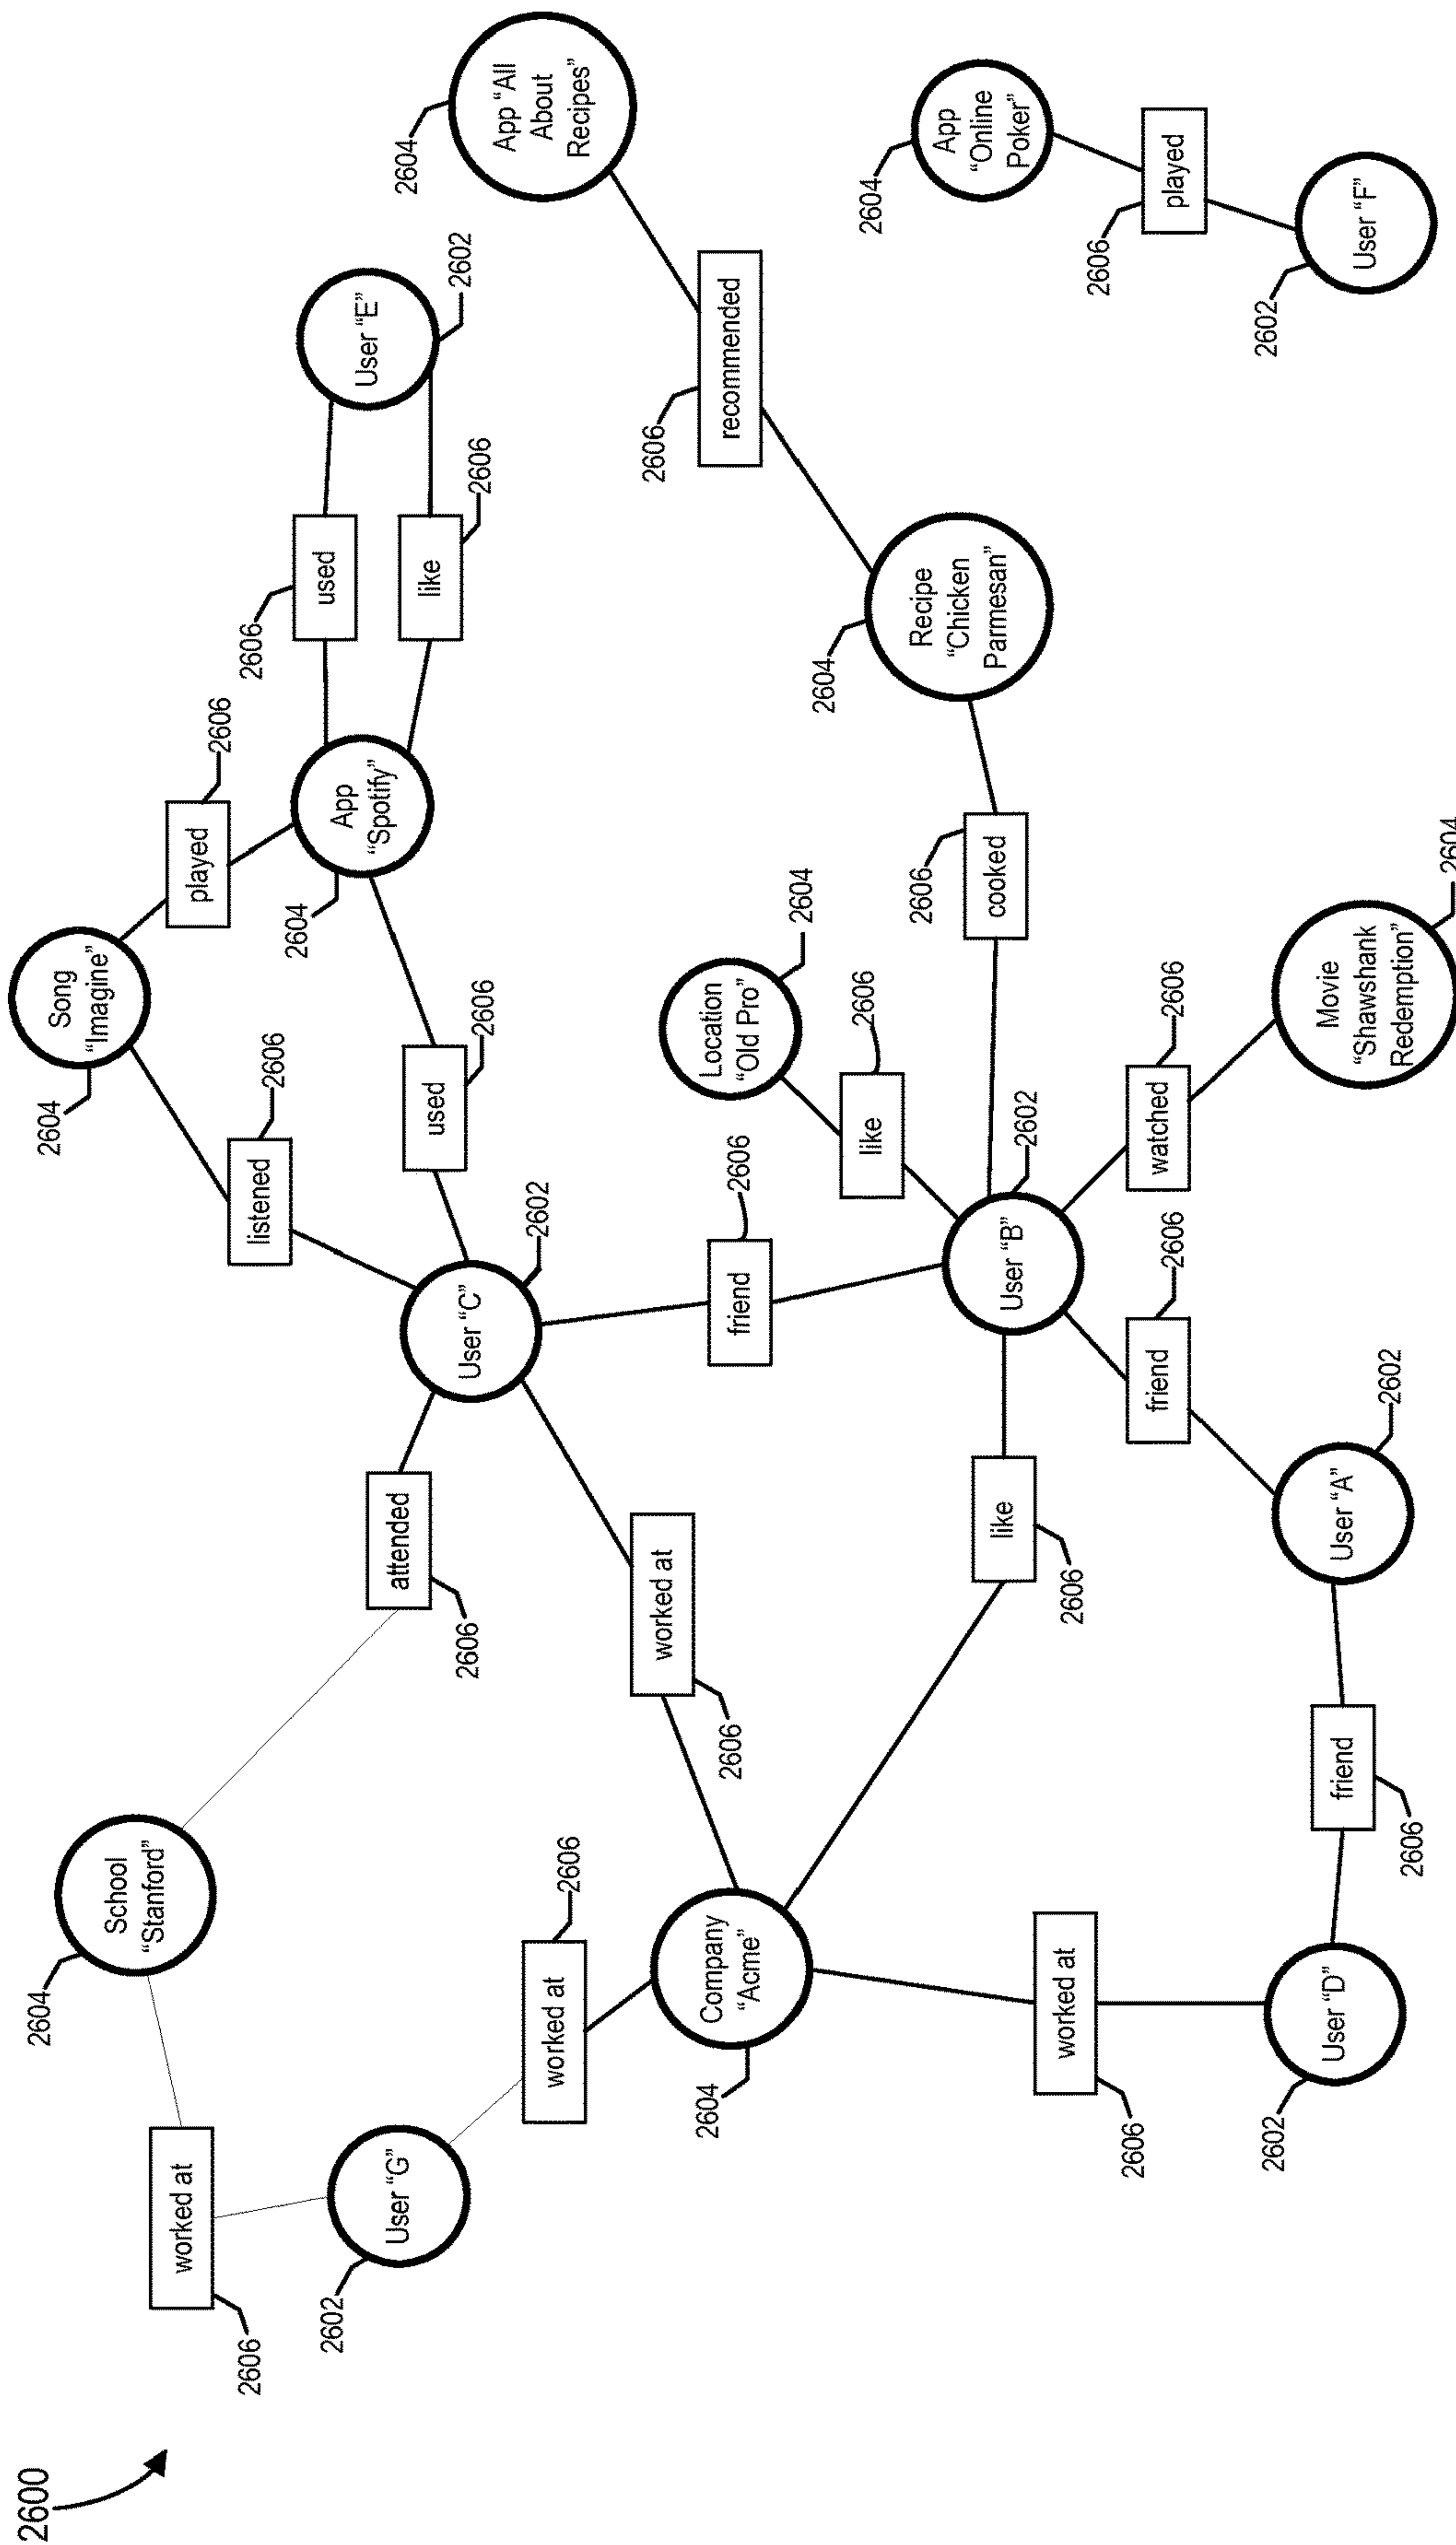 2600
2606
worked at
2602
User “G”
2604
School
“Stanford”
worked at
2606
2604
Company
“Acme”
worked at
2606
2602
User “D”
attended
2606
worked at
2606
like
2606
friend
2606
User “A”
2602
friend
2606
User “C”
2602
friend
2606
User “B”
2602
listened
2606
used
2606
2604
Song
“Imagine”
played
2606
2604
App
“Spotify”
like
2606
Location
“Old Pro”
2604
watched
2606
Movie
“Shawshank
Redemption”
2604
2606
cooked
2604
Recipe
“Chicken
Parmesan”
2606
used
like
2606
User “E”
2602
2606
recommended
2604
App “All
About
Recipes”
2604
App
“Online
Poker”
2606
played
2602
User “F”